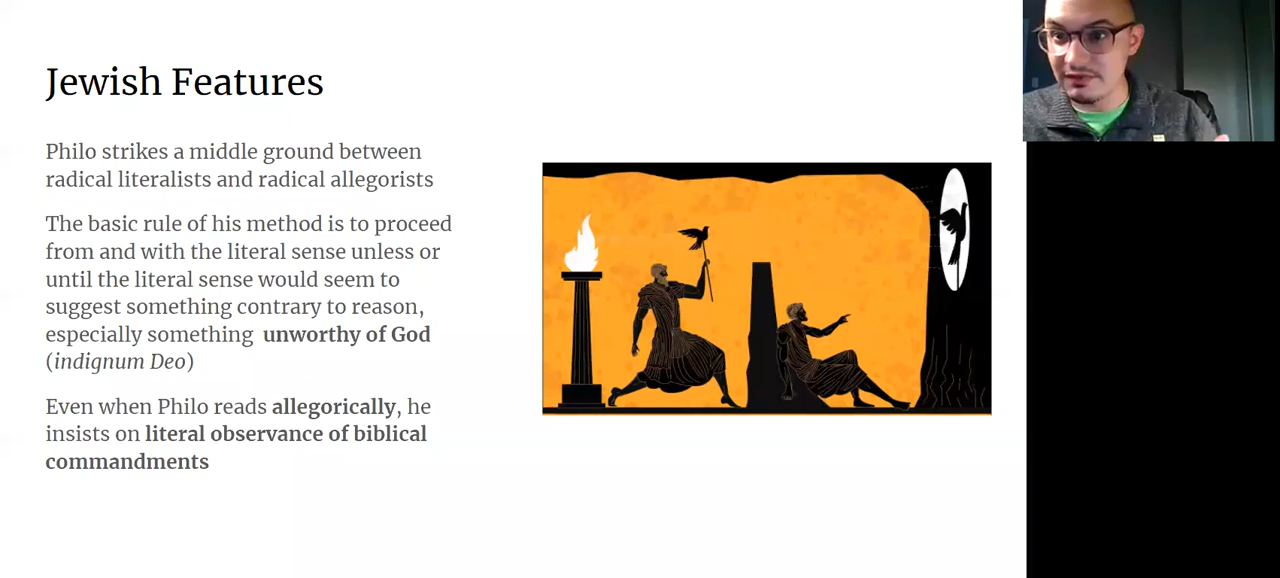 Jewish Features
Philo strikes a middle ground between
radical literalists and radical allegorists
The basic rule of his method is to proceed
from and with the literal sense unless or
until the literal sense would seem to
suggest something contrary to reason,
especially something unworthy of God
(indignum Deo)
Even when Philo reads allegorically, he
insists on literal observance of biblical
commandments